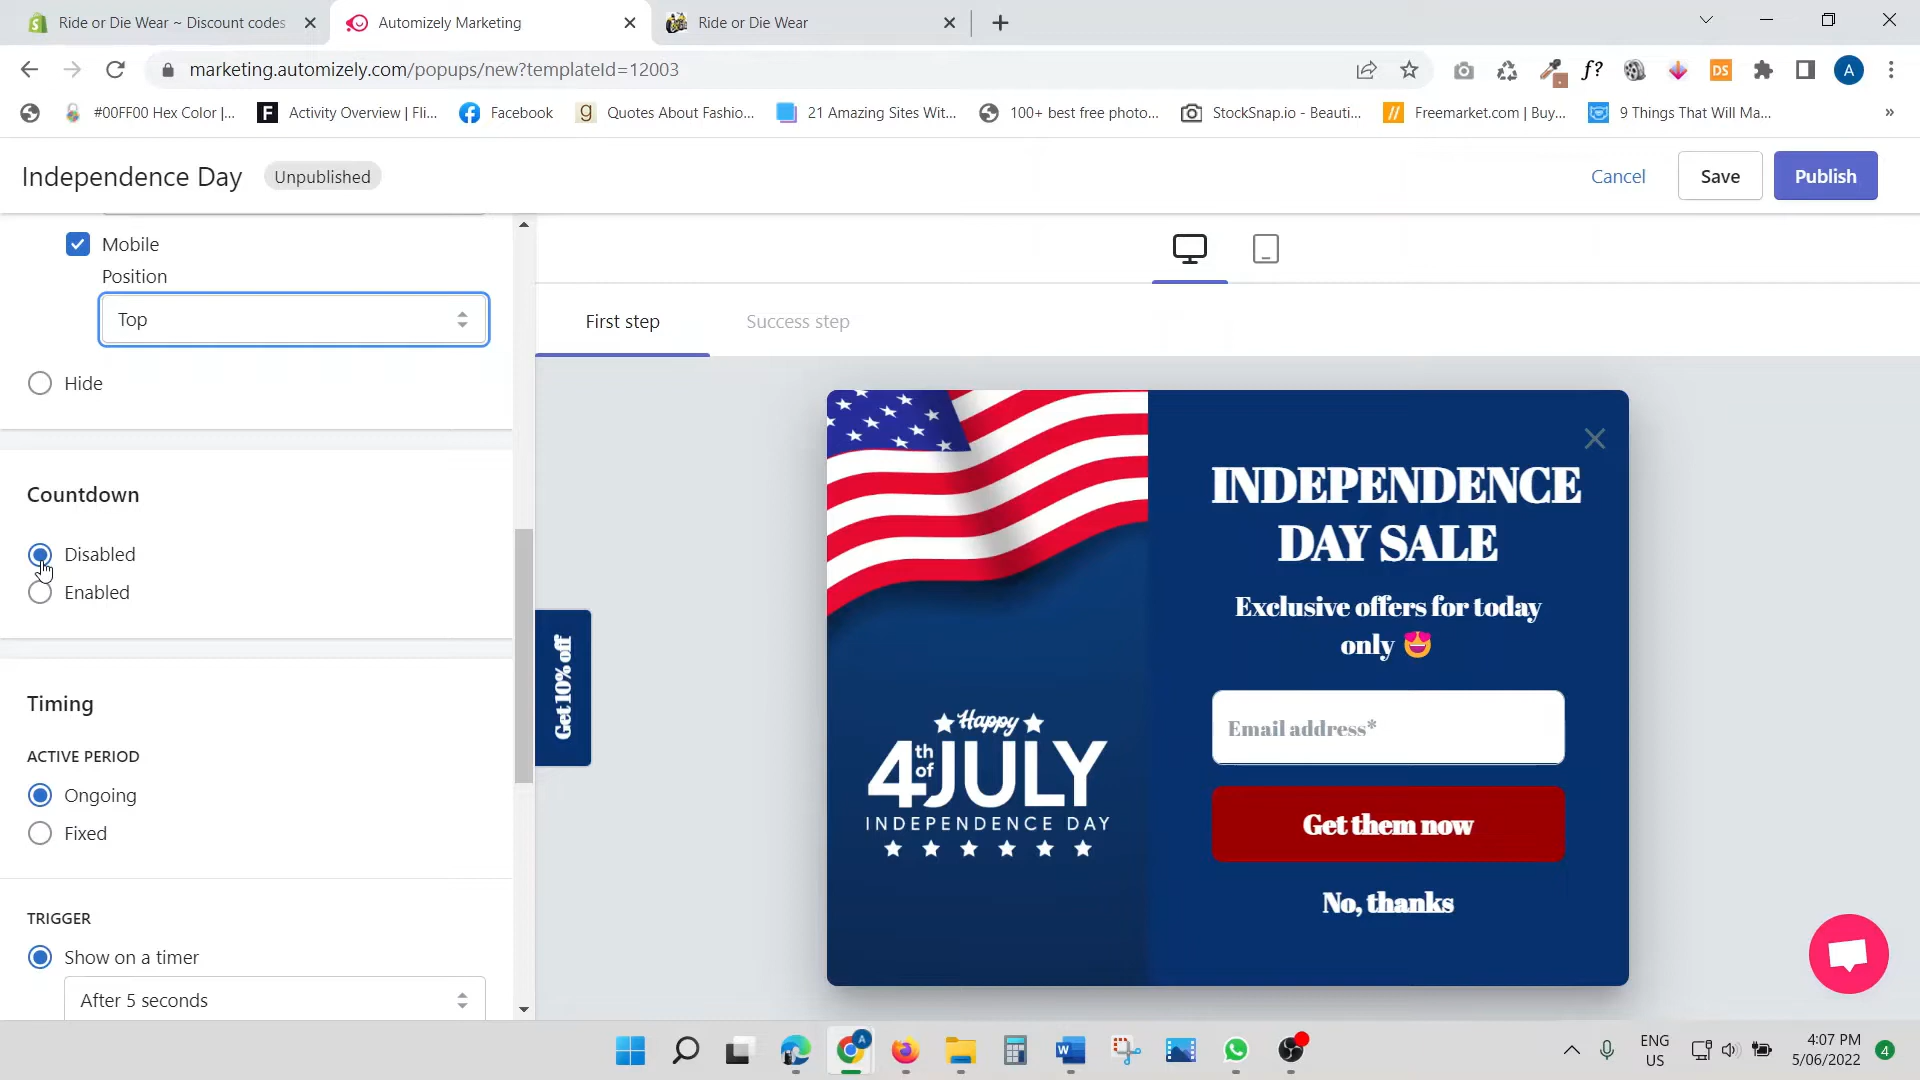 Ride or Die Wear ~ Discount codes
Automizely Marketing
Ride or Die Wear
marketing.automizely.com/popups/new?templateId=12003
f?
DS
A
#00FF00 Hex Color |...
Activity Overview | Fli...
Facebook
Quotes About Fashio...
21 Amazing Sites Wit...
100+ best free photo...
StockSnap.io - Beauti...
Freemarket.com | Buy...
9 Things That Will Ma...
»
Independence Day
Unpublished
Cancel
Save
Publish
Mobile
Position
Top
Hide
Countdown
Disabled
Enabled
Timing
ACTIVE PERIOD
Ongoing
Fixed
TRIGGER
Show on a timer
After 5 seconds
First step
Success step
Get 10% off
Happy
4th of JULY
INDEPENDENCE DAY
INDEPENDENCE
DAY SALE
Exclusive offers for today
only 😍
Email address*
Get them now
No, thanks
ENG
US
4:07 PM
5/06/2022
4